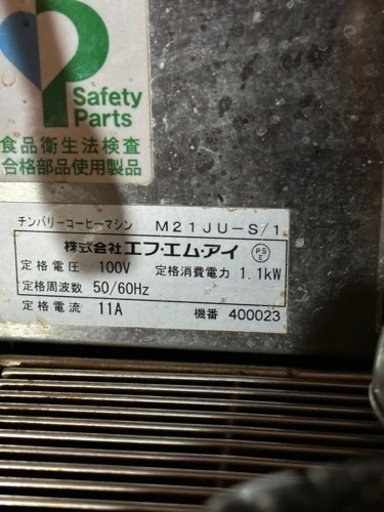 Safety
Parts
食品衛生法検査
合格部品使用製品
チンバリーコーヒーマシン M21JU-S/1
株式会社エフ・エム・アイ PSE
定格電圧 100V 定格消費電力 1.1kW
定格周波数 50/60Hz
定格電流 11A 機番 400023